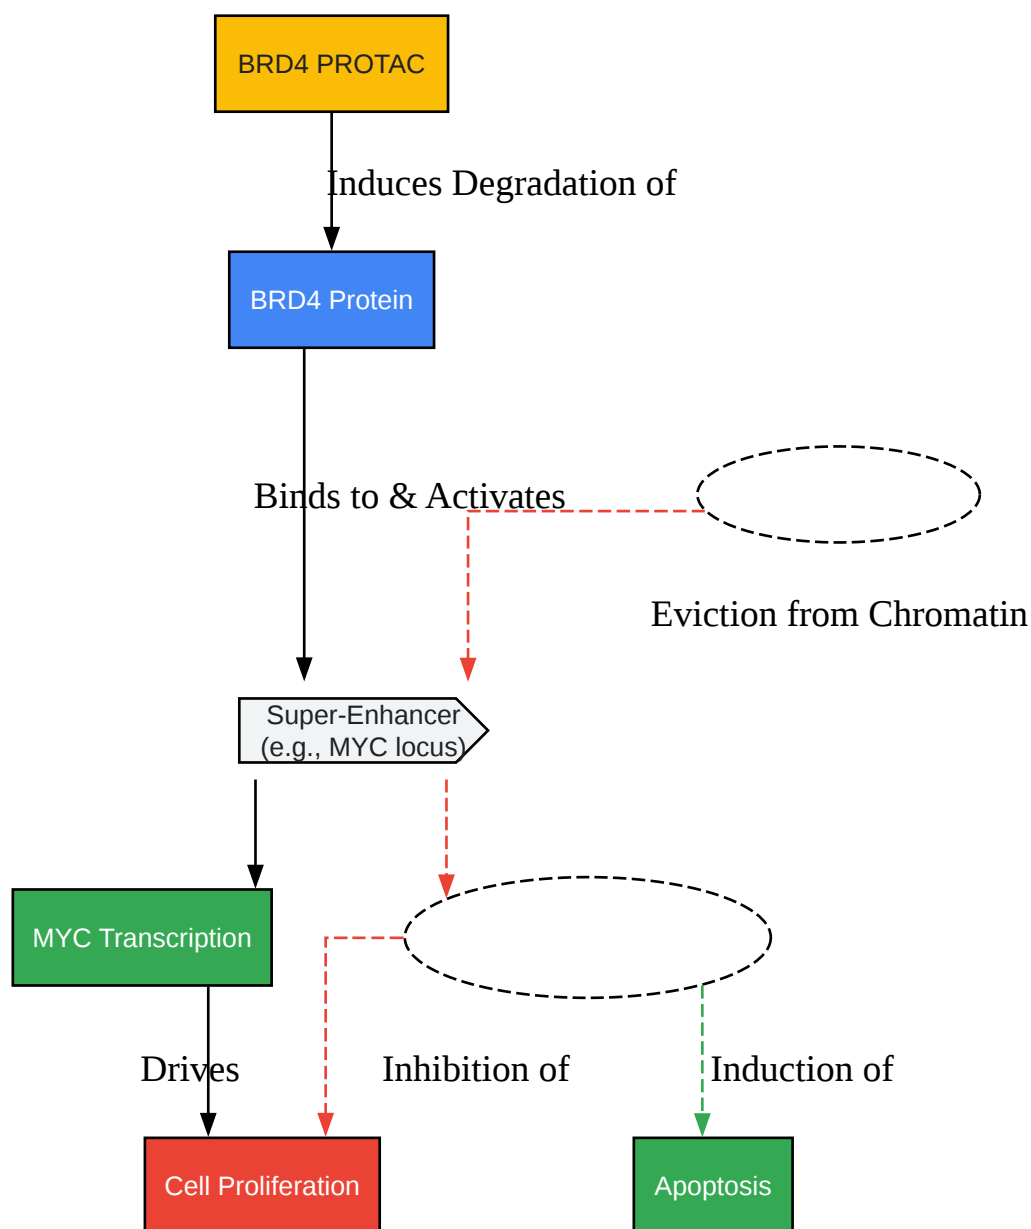 BRD4 PROTAC
Induces Degradation of
BRD4 Protein
Binds to & Activates
Eviction from Chromatin
Super-Enhancer
(e.g., MYC locus)
MYC Transcription
Drives
Inhibition of
Induction of
Cell Proliferation
Apoptosis